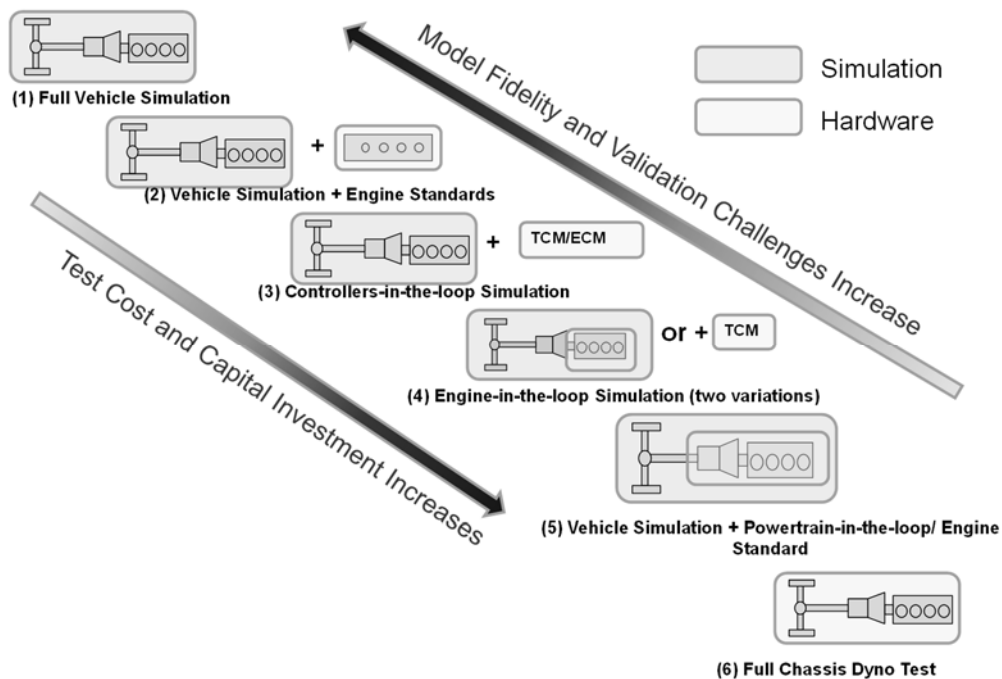 (1) Full Vehicle Simulation
Model Fidelity and Validation Challenges Increase
Simulation
Hardware
+
(2) Vehicle Simulation + Engine Standards
Test Cost and Capital Investment Increases
+ TCM/ECM
(3) Controllers-in-the-loop Simulation
or + TCM
(4) Engine-in-the-loop Simulation (two variations)
(5) Vehicle Simulation + Powertrain-in-the-loop/ Engine
Standard
(6) Full Chassis Dyno Test